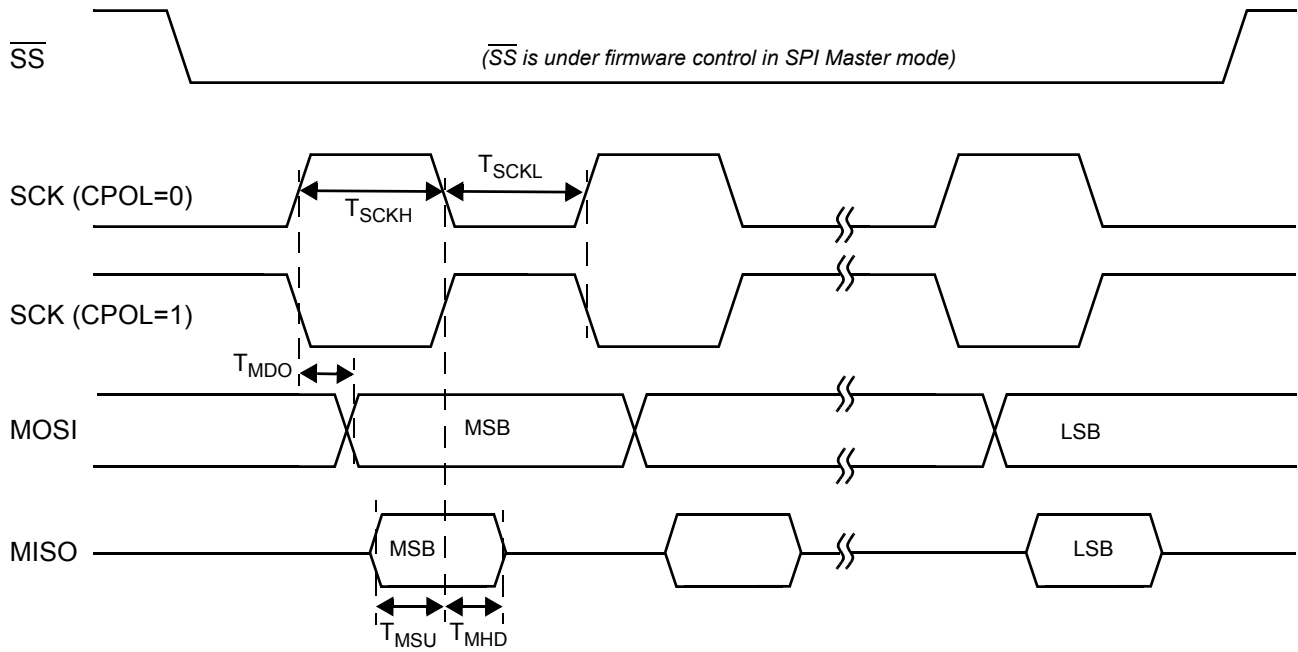 SS
(SS is under firmware control in SPI Master mode)
SCK (CPOL=0)
TSCKH
TSCKL
SCK (CPOL=1)
TMDO
MOSI
MSB
LSB
MISO
MSB
LSB
TMSU
TMHD